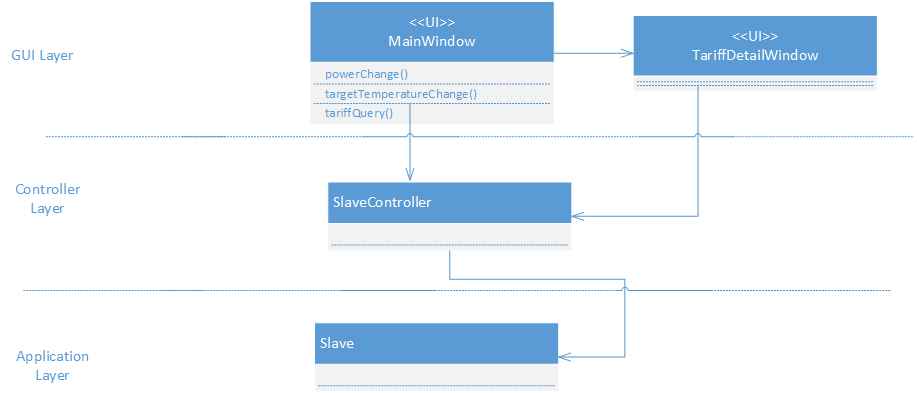 GUI Layer
<<UI>>
MainWindow
powerChange()
targetTemperatureChange()
tariffQuery()
<<UI>>
TariffDetailWindow
Controller
Layer
SlaveController
Application
Layer
Slave